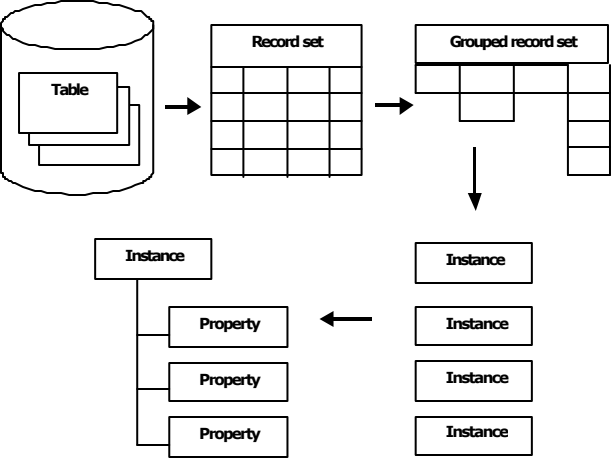 Table
Record set
Grouped record set
Instance
Property
Property
Property
Instance
Instance
Instance
Instance